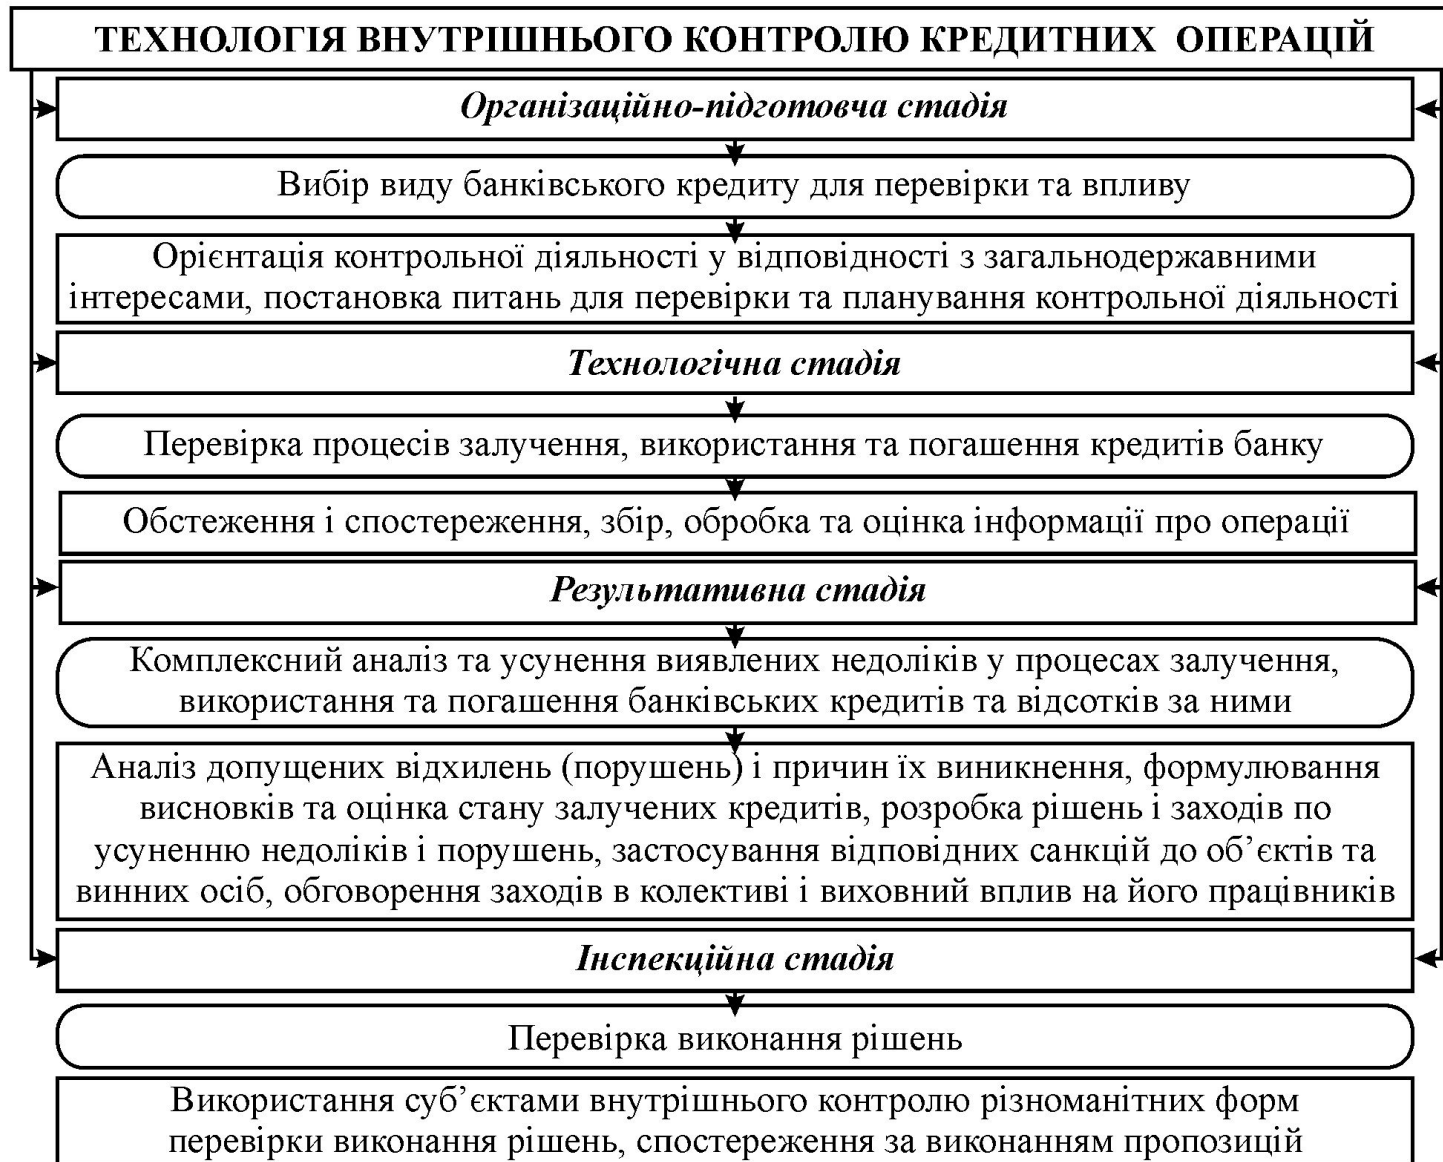 ТЕХНОЛОГІЯ ВНУТРІШНЬОГО КОНТРОЛЮ КРЕДИТНИХ ОПЕРАЦІЙ
Організаційно-підготовча стадія
Вибір виду банківського кредиту для перевірки та впливу
Орієнтація контрольної діяльності у відповідності з загальнодержавними
інтересами, постановка питань для перевірки та планування контрольної діяльності
Технологічна стадія
Перевірка процесів залучення, використання та погашення кредитів банку
Обстеження і спостереження, збір, обробка та оцінка інформації про операції
Результативна стадія
Комплексний аналіз та усунення виявлених недоліків у процесах залучення,
використання та погашення банківських кредитів та відсотків за ними
Аналіз допущених відхилень (порушень) і причин їх виникнення, формулювання
висновків та оцінка стану залучених кредитів, розробка рішень і заходів по
усуненню недоліків і порушень, застосування відповідних санкцій до об’єктів та
винних осіб, обговорення заходів в колективі і виховний вплив на його працівників
Інспекційна стадія
Перевірка виконання рішень
Використання суб’єктами внутрішнього контролю різноманітних форм
перевірки виконання рішень, спостереження за виконанням пропозицій